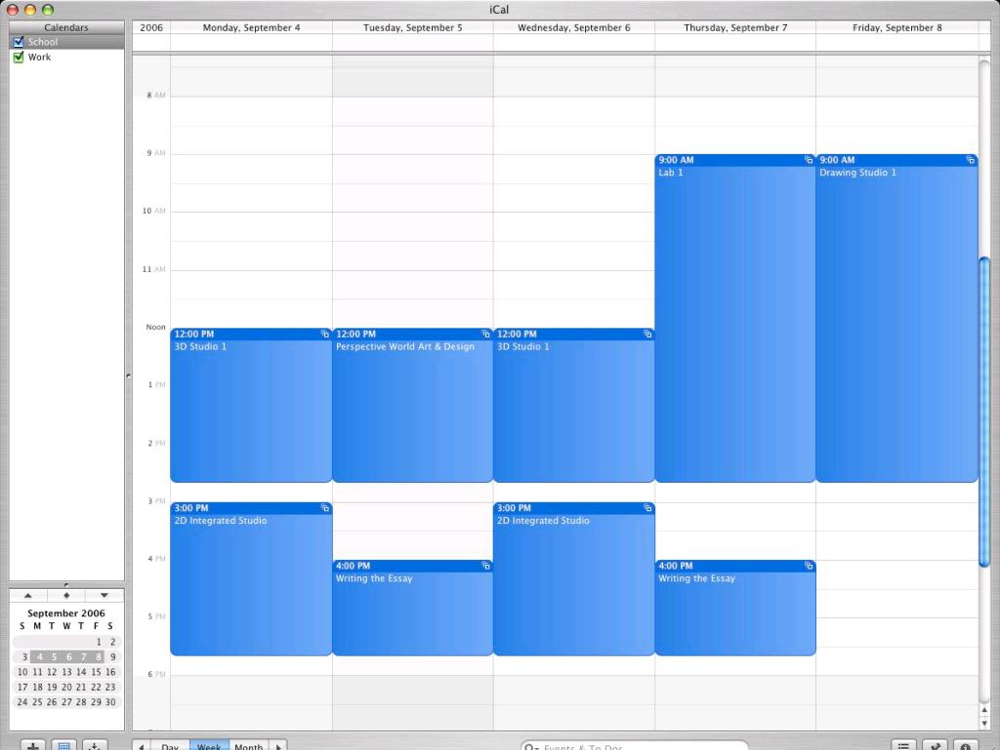 iCal
Calendars
School
Work
2006
Monday, September 4
Tuesday, September 5
Wednesday, September 6
Thursday, September 7
Friday, September 8
8 AM
9 AM
10 AM
11 AM
Noon
1 PM
2 PM
3 PM
4 PM
5 PM
6 PM
12:00 PM
3D Studio 1
3:00 PM
2D Integrated Studio
12:00 PM
Perspective World Art & Design
4:00 PM
Writing the Essay
12:00 PM
3D Studio 1
3:00 PM
2D Integrated Studio
9:00 AM
Lab 1
4:00 PM
Writing the Essay
9:00 AM
Drawing Studio 1
September 2006
S M T W T F S
1 2
3 4 5 6 7 8 9
10 11 12 13 14 15 16
17 18 19 20 21 22 23
24 25 26 27 28 29 30
Day Week Month
Events & To Dos